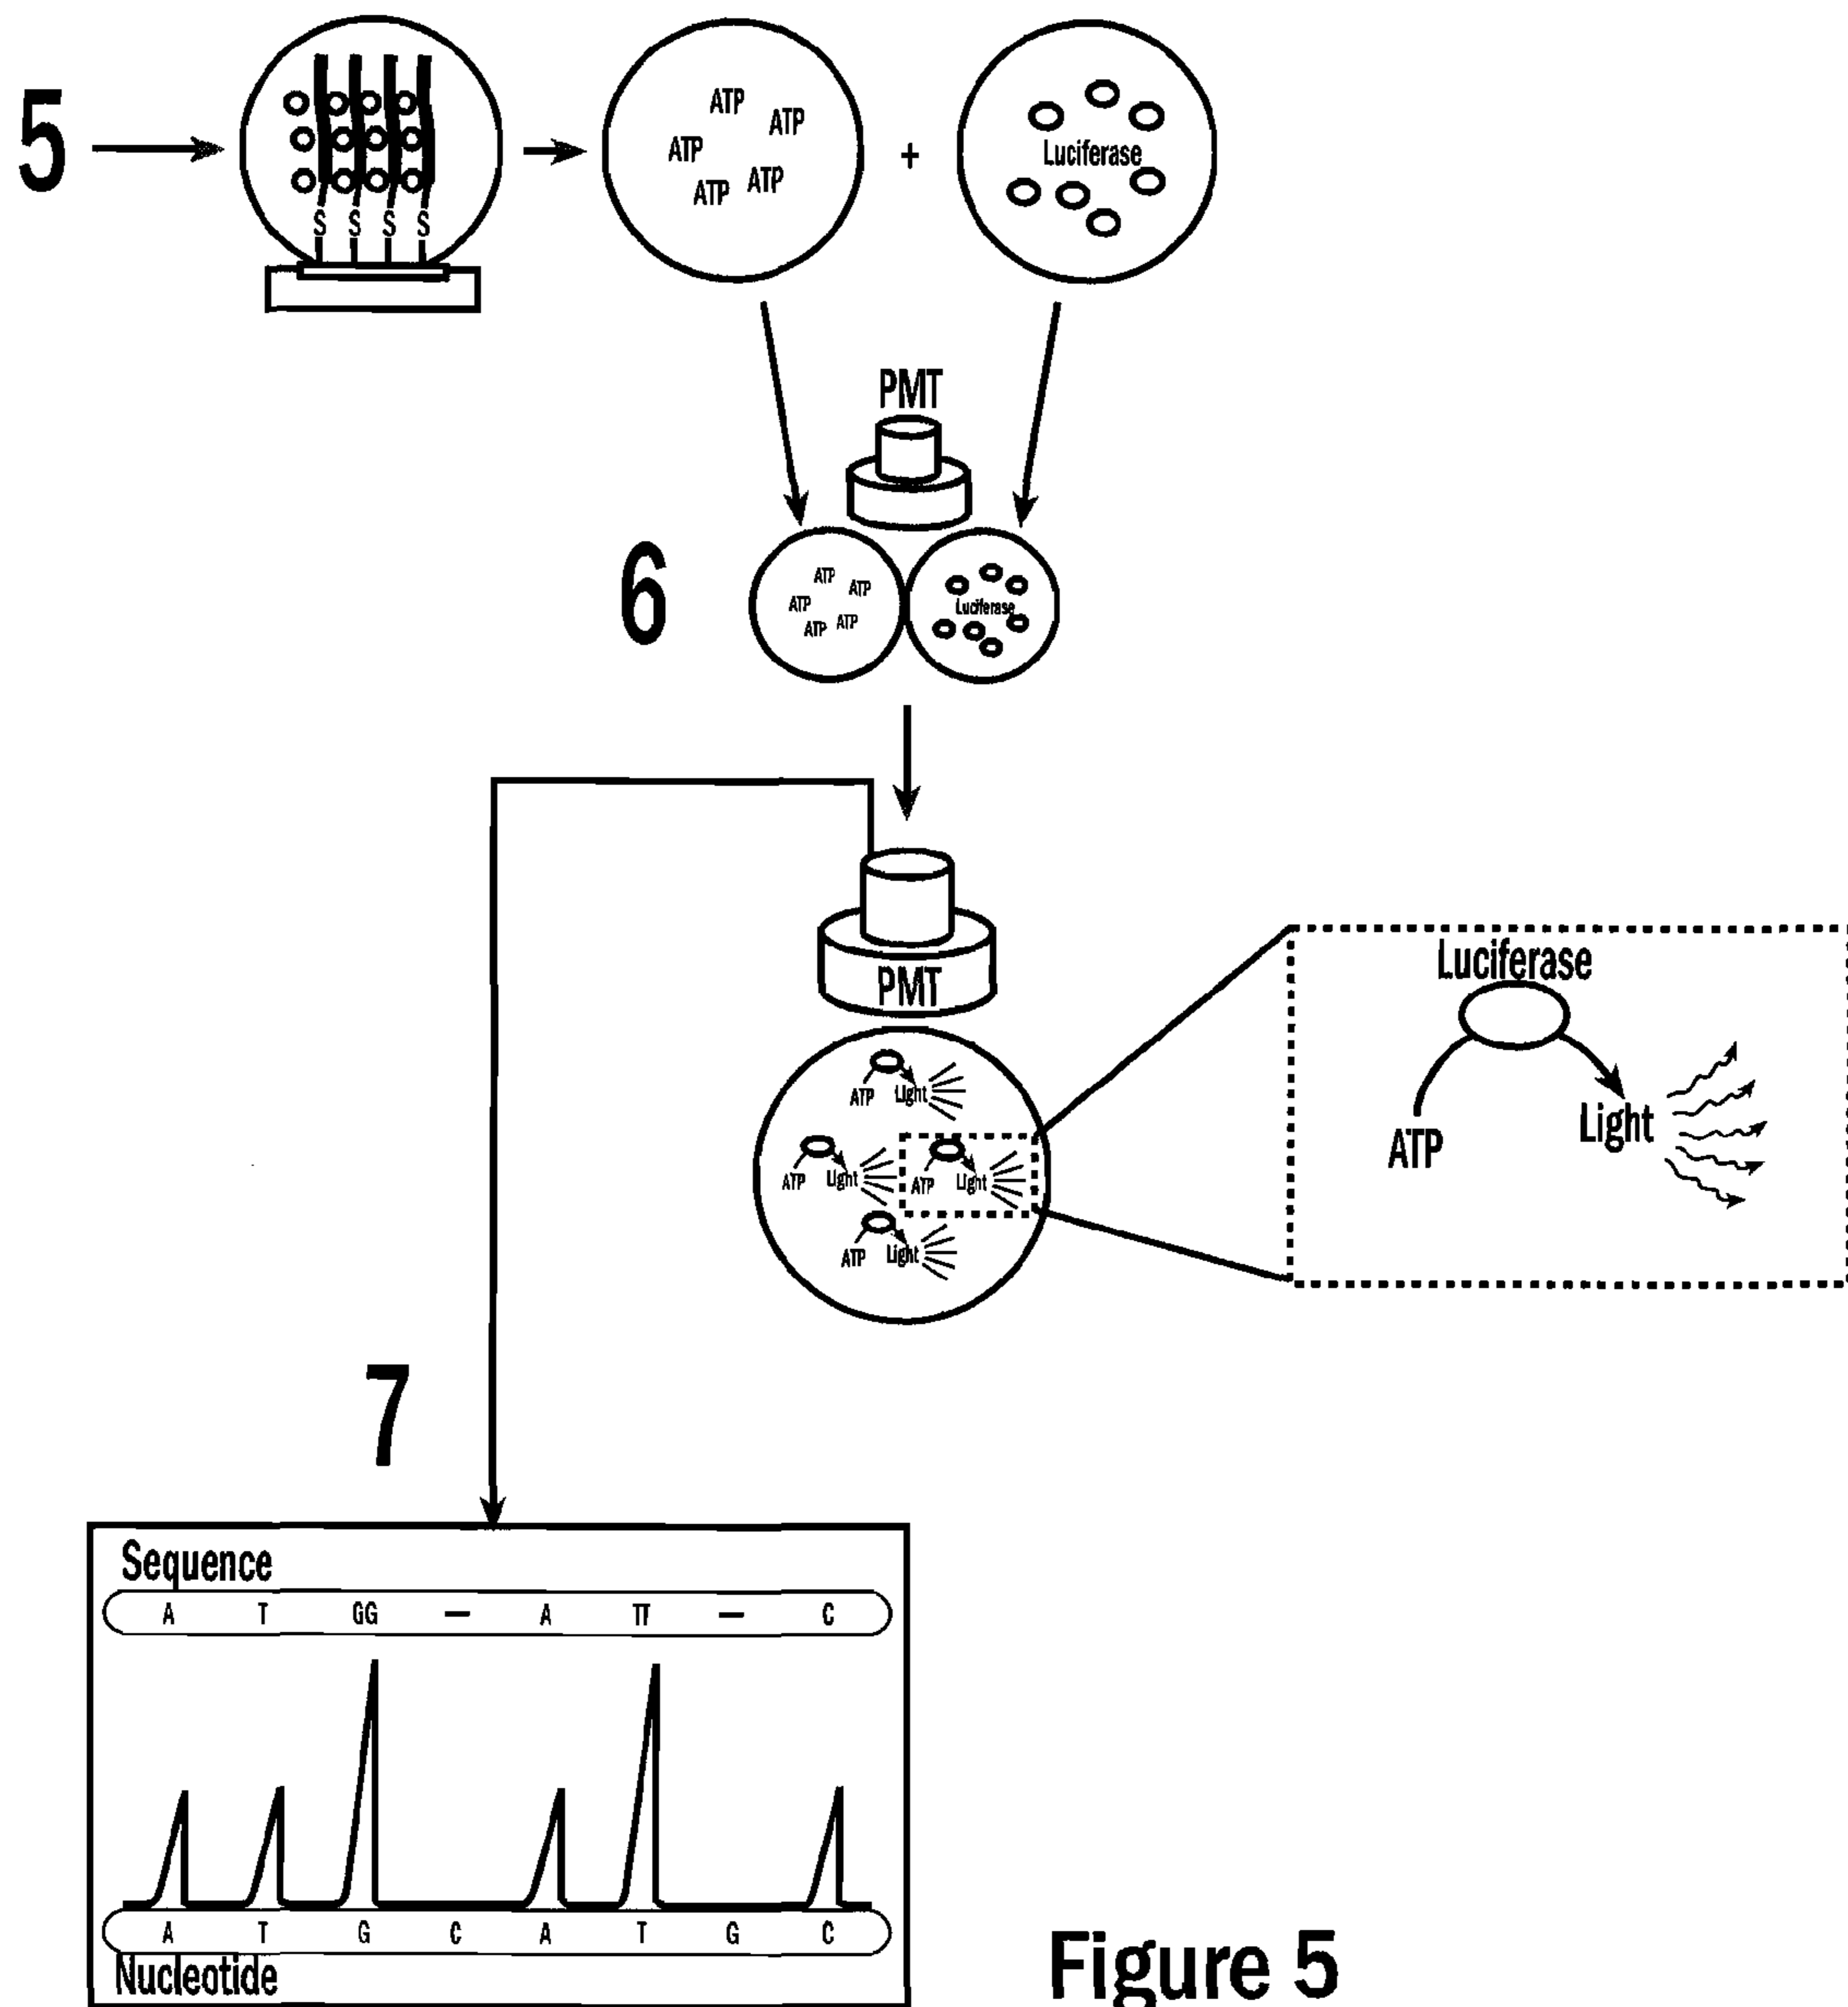 5
S S S S
ATP
ATP
ATP
ATP
ATP
+
Luciferase
PMT
6
ATP
ATP
ATP
ATP
ATP
Luciferase
PMT
ATP Light
ATP Light
ATP Light
ATP Light
Luciferase
ATP
Light
7
Sequence
A T GG — A TT — C
A T G C A T G C
Nucleotide
Figure 5